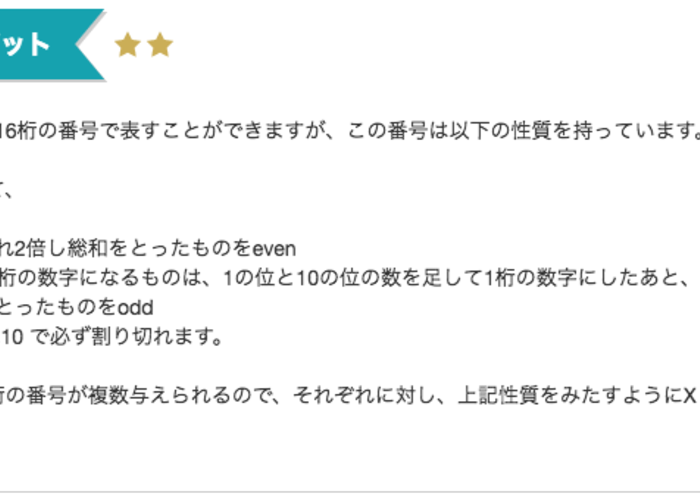 ット
16桁の番号で表すことができますが、この番号は以下の性質を持っています。
、
れ2倍し総和をとったものをeven
桁の数字になるものは、1の位と10の位の数を足して1桁の数字にしたあと、
とったものをodd
10 で必ず割り切れます。
の番号が複数与えられるので、それぞれに対し、上記性質をみたすようにX